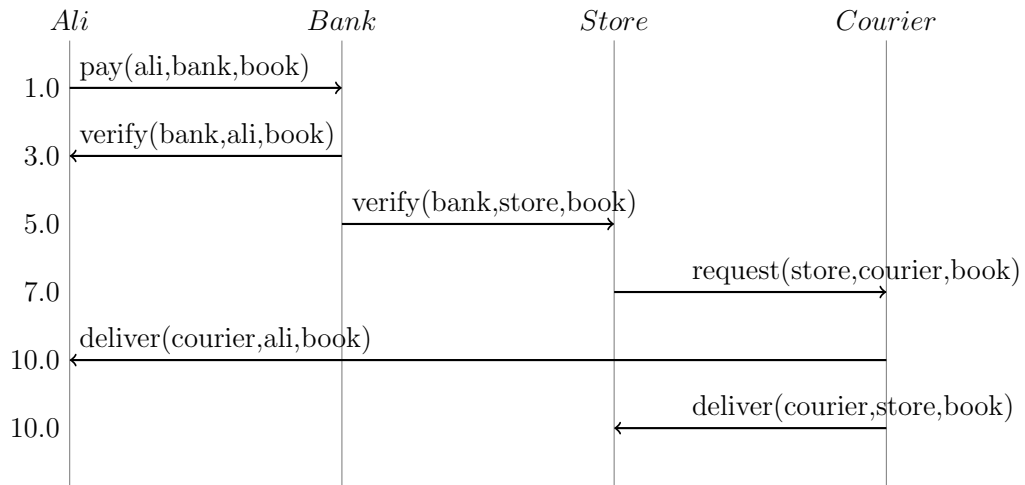 Ali Bank Store Courier
pay(ali,bank,book)
1.0
verify(bank,ali,book)
3.0
verify(bank,store,book)
5.0
request(store,courier,book)
7.0
deliver(courier,ali,book)
10.0
deliver(courier,store,book)
10.0